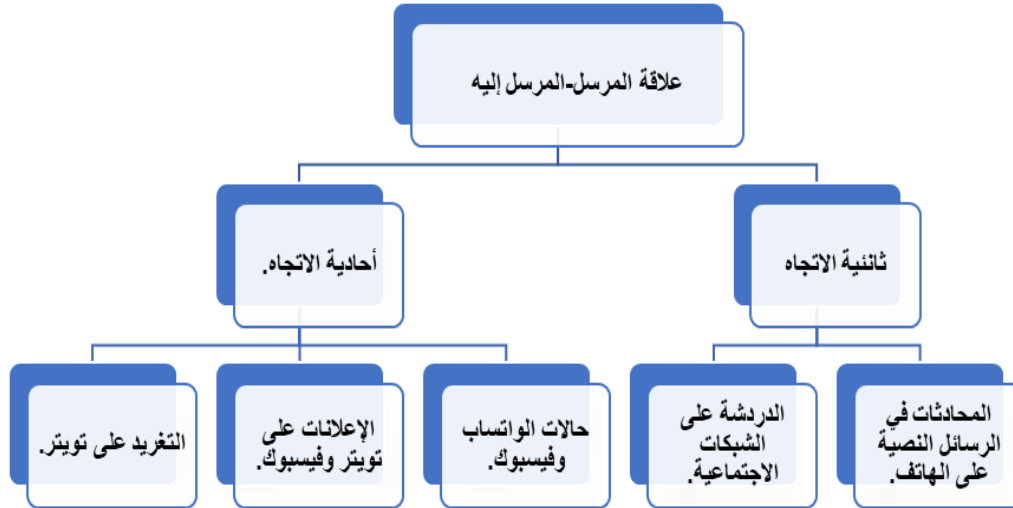 علاقة المرسل-المرسل إليه
ثانئية الاتجاه
أحادية الاتجاه.
المحادثات في
الرسائل النصية
على الهاتف.
الدردشة على
الشبكات
الاجتماعية.
حالات الواتساب
وفيسبوك.
الإعلانات على
تويتر وفيسبوك.
التغريد على تويتر.